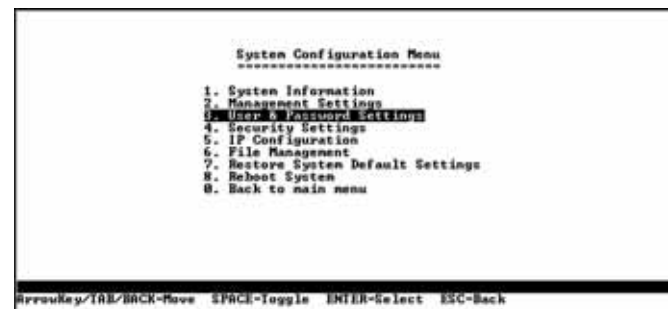 System Configuration Menu
=========================
1. System Information
2. Management Settings
3. User & Password Settings
4. Security Settings
5. IP Configuration
6. File Management
7. Restore System Default Settings
8. Reboot System
0. Back to main menu
ArrowKey/TAB/BACK-Move SPACE-Toggle ENTER-Select ESC-Back